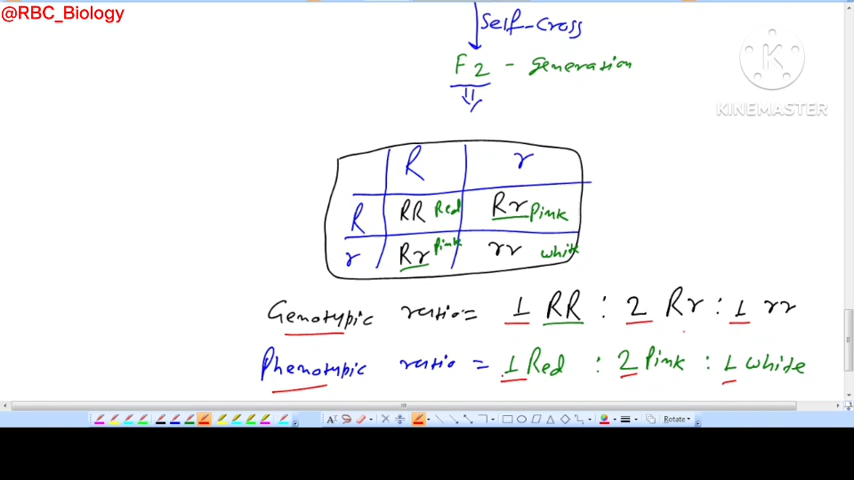 @RBC_Biology
Self-Cross
F2 - generation
KINEMASTER
R r
R RR Red Rr Pink
r Rr Pink rr white
Genotypic ratio = 1 RR : 2 Rr : 1 rr
Phenotypic ratio = 1 Red : 2 Pink : 1 white
Rotate